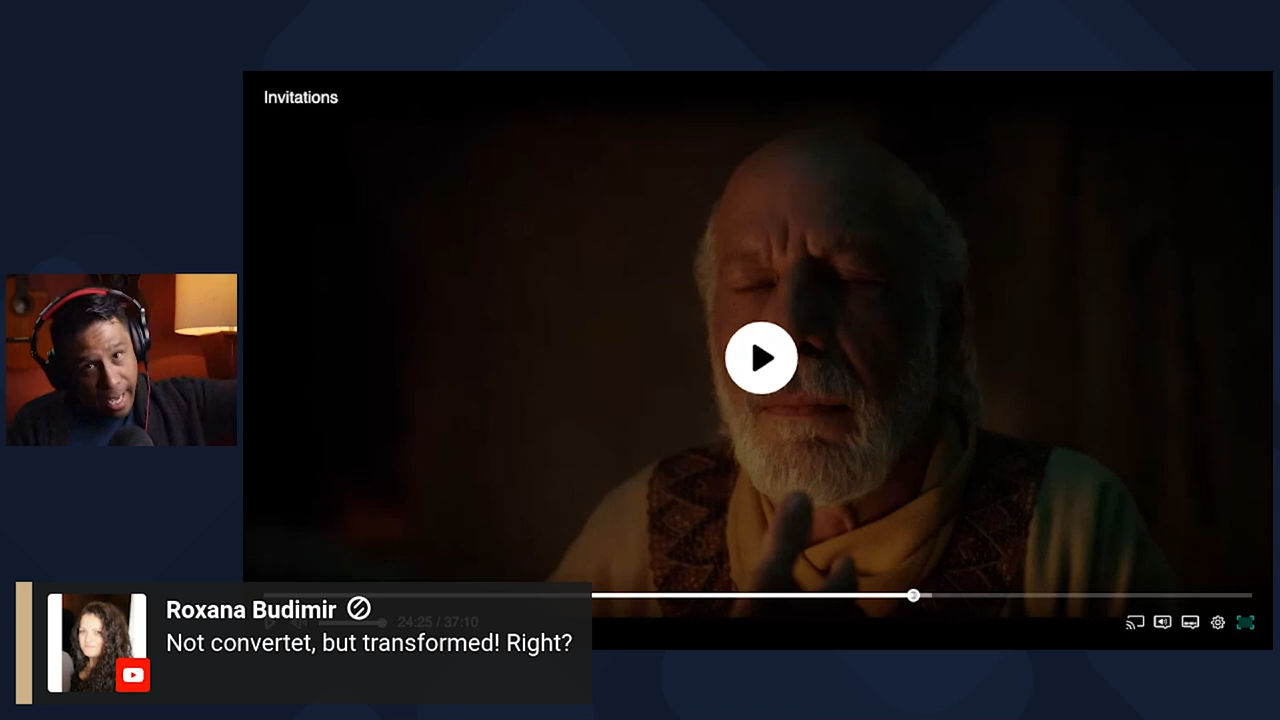 Invitations
Roxana Budimir
24:25 / 37:10
Not convertet, but transformed! Right?